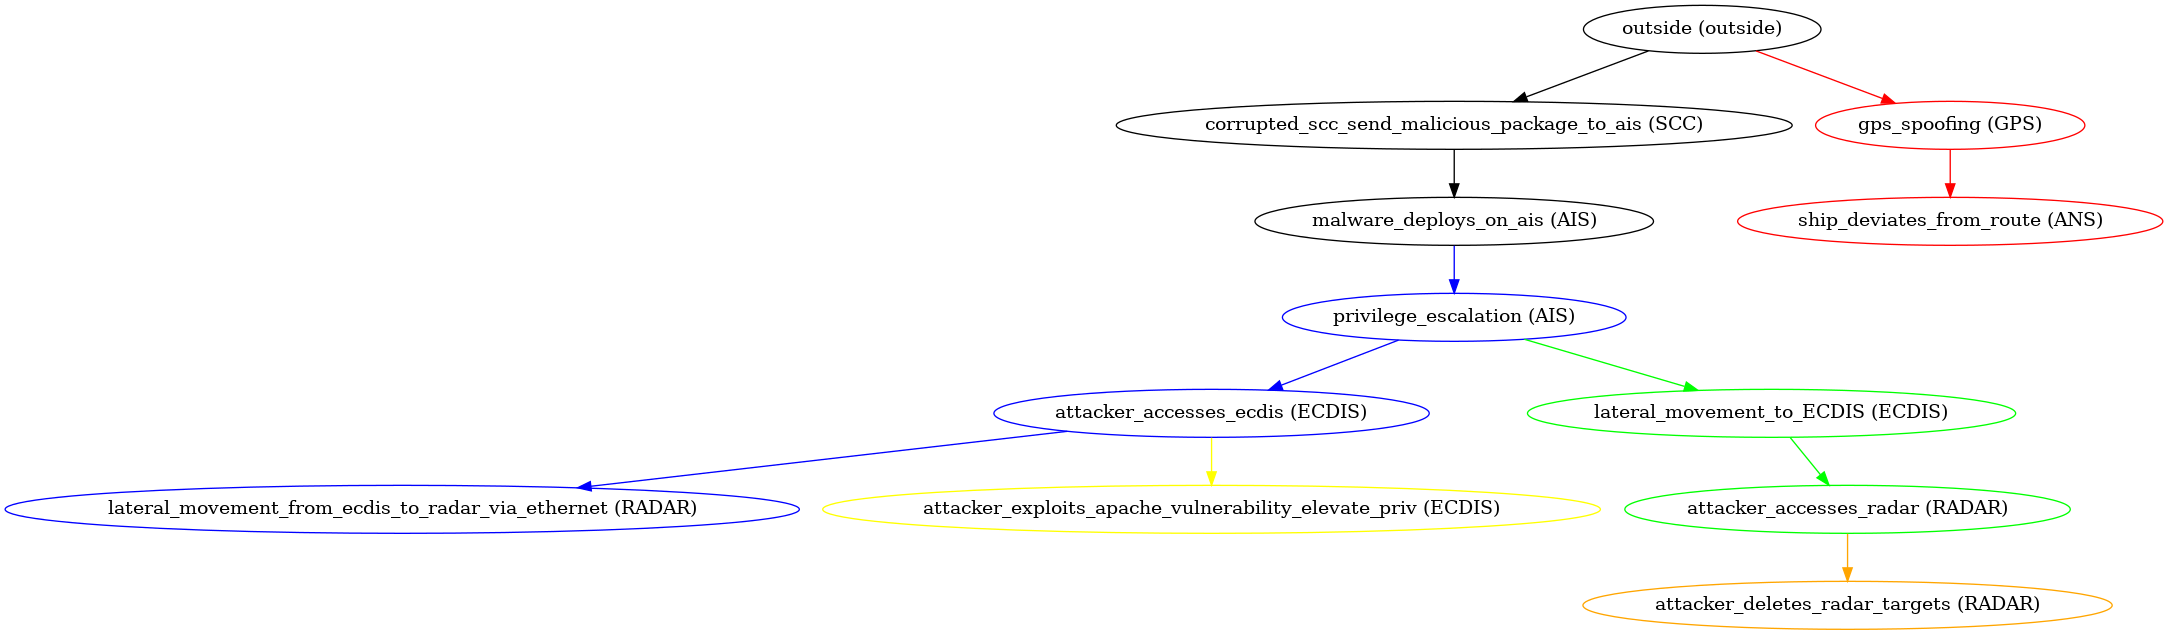 outside (outside)
corrupted_scc_send_malicious_package_to_ais (SCC)
gps_spoofing (GPS)
malware_deploys_on_ais (AIS)
ship_deviates_from_route (ANS)
privilege_escalation (AIS)
attacker_accesses_ecdis (ECDIS)
lateral_movement_to_ECDIS (ECDIS)
lateral_movement_from_ecdis_to_radar_via_ethernet (RADAR)
attacker_exploits_apache_vulnerability_elevate_priv (ECDIS)
attacker_accesses_radar (RADAR)
attacker_deletes_radar_targets (RADAR)